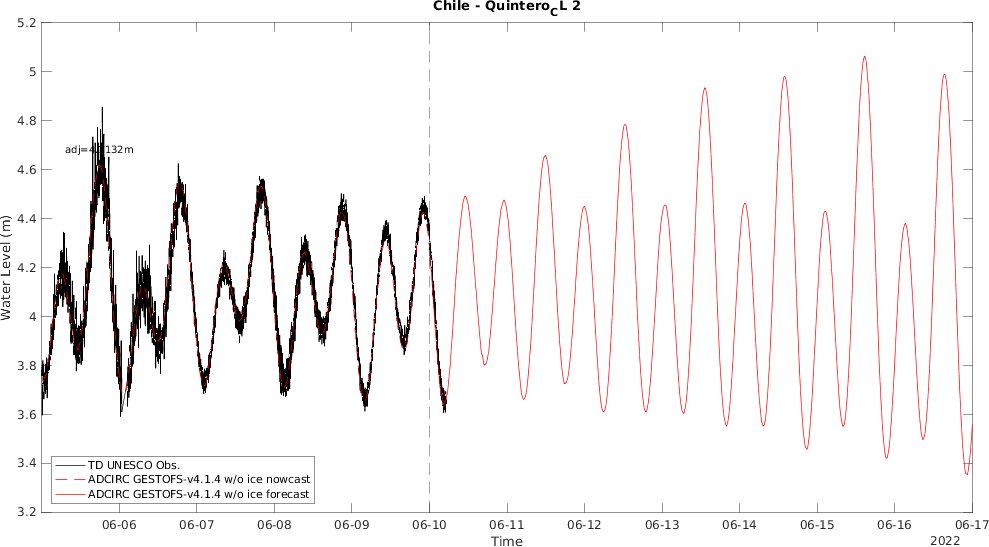 Chile - QuinteroCL 2
5.2
5
4.8
4.6
4.4
4.2
4
3.8
3.6
3.4
3.2
Water Level (m)
TD UNESCO Obs.
ADCIRC GESTOFS-v4.1.4 w/o ice nowcast
ADCIRC GESTOFS-v4.1.4 w/o ice forecast
06-06 06-07 06-08 06-09 06-10 06-11 06-12 06-13 06-14 06-15 06-16 06-17
Time
2022